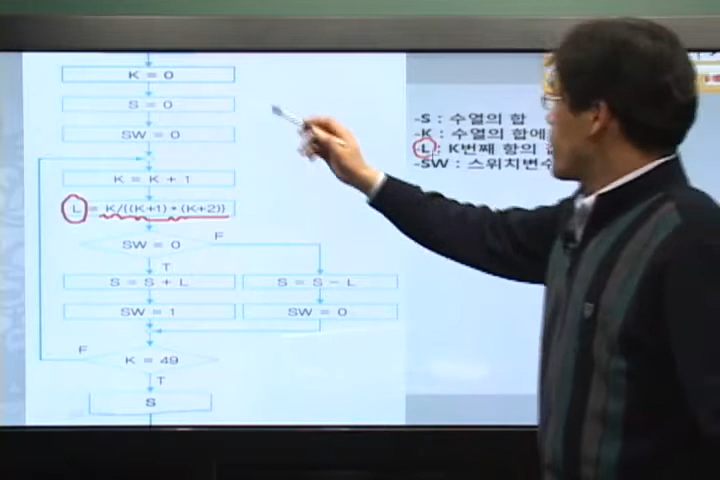 K = 0
S = 0
SW = 0
K = K + 1
L = K/{(K+1) * (K+2)}
SW = 0
F
T
S = S + L
S = S - L
SW = 1
SW = 0
F
K = 49
T
S
-S : 수열의 합
-K : 수열의 합에
-L : K번째 항의
-SW : 스위치변수